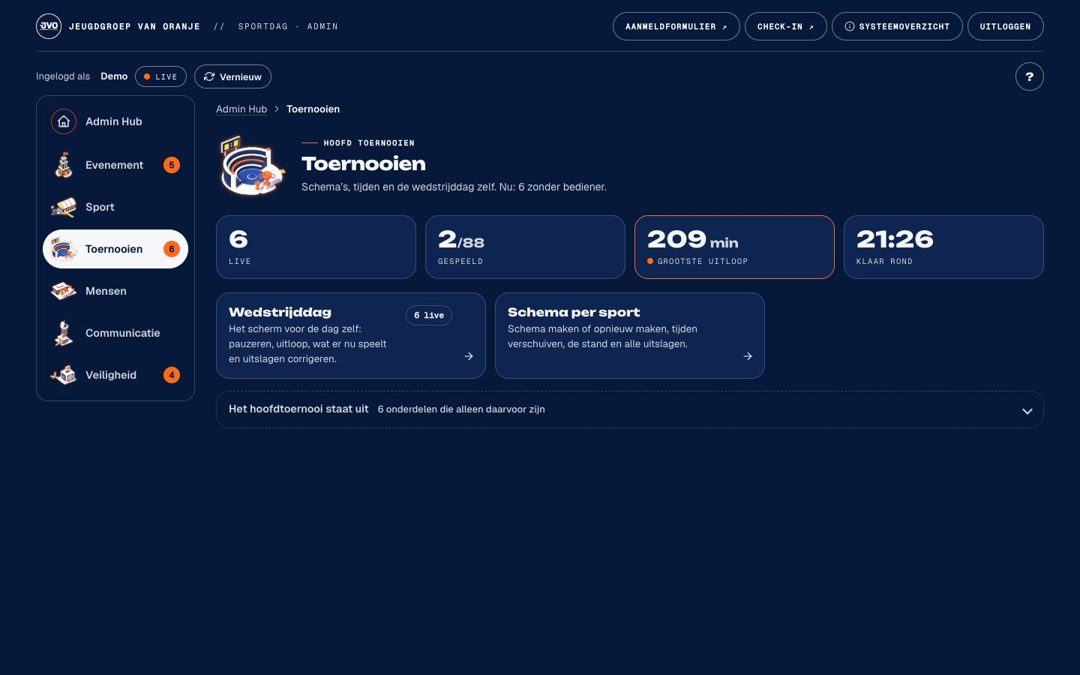 JVO JEUGDGROEP VAN ORANJE // SPORTDAG · ADMIN
AANMELDFORMULIER ↗
CHECK-IN ↗
SYSTEEMOVERZICHT
UITLOGGEN
Ingelogd als Demo
LIVE
Vernieuw
?
Admin Hub
Evenement 5
Sport
Toernooien 6
Mensen
Communicatie
Veiligheid 4
Admin Hub > Toernooien
HOOFD TOERNOOIEN
Toernooien
Schema's, tijden en de wedstrijddag zelf. Nu: 6 zonder bediener.
6
LIVE
2/88
GESPEELD
209 min
GROOTSTE UITLOOP
21:26
KLAAR ROND
Wedstrijddag
6 live
Het scherm voor de dag zelf:
pauzeren, uitloop, wat er nu speelt
en uitslagen corrigeren.
→
Schema per sport
Schema maken of opnieuw maken, tijden
verschuiven, de stand en alle uitslagen.
→
Het hoofdtoernooi staat uit 6 onderdelen die alleen daarvoor zijn